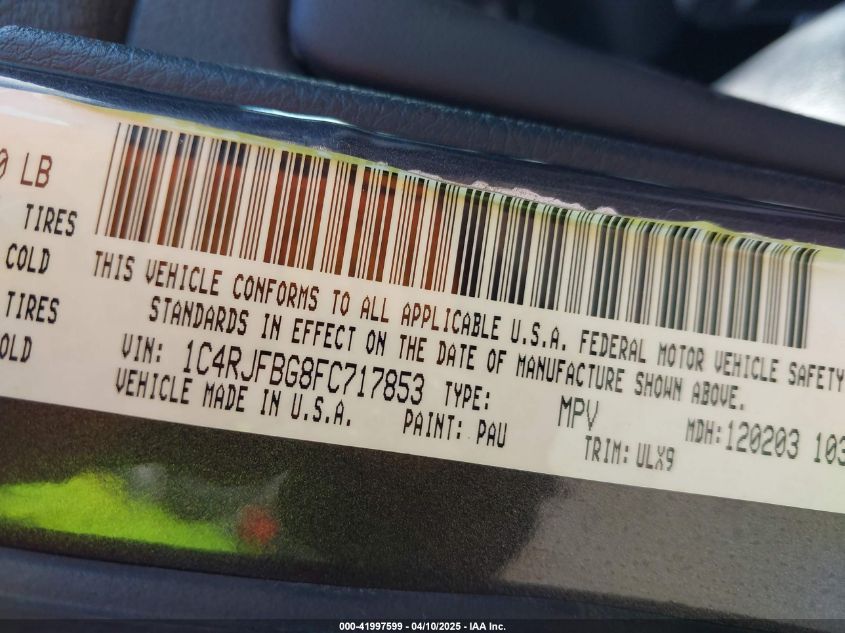 0 LB
TIRES
COLD
TIRES
OLD
THIS VEHICLE CONFORMS TO ALL APPLICABLE U.S.A. FEDERAL MOTOR VEHICLE SAFETY
STANDARDS IN EFFECT ON THE DATE OF MANUFACTURE SHOWN ABOVE.
VIN: 1C4RJFBG8FC717853 TYPE: MPV MDH:120203 103
VEHICLE MADE IN U.S.A. PAINT: PAU TRIM: ULX9
000-41997599 - 04/10/2025 - IAA Inc.